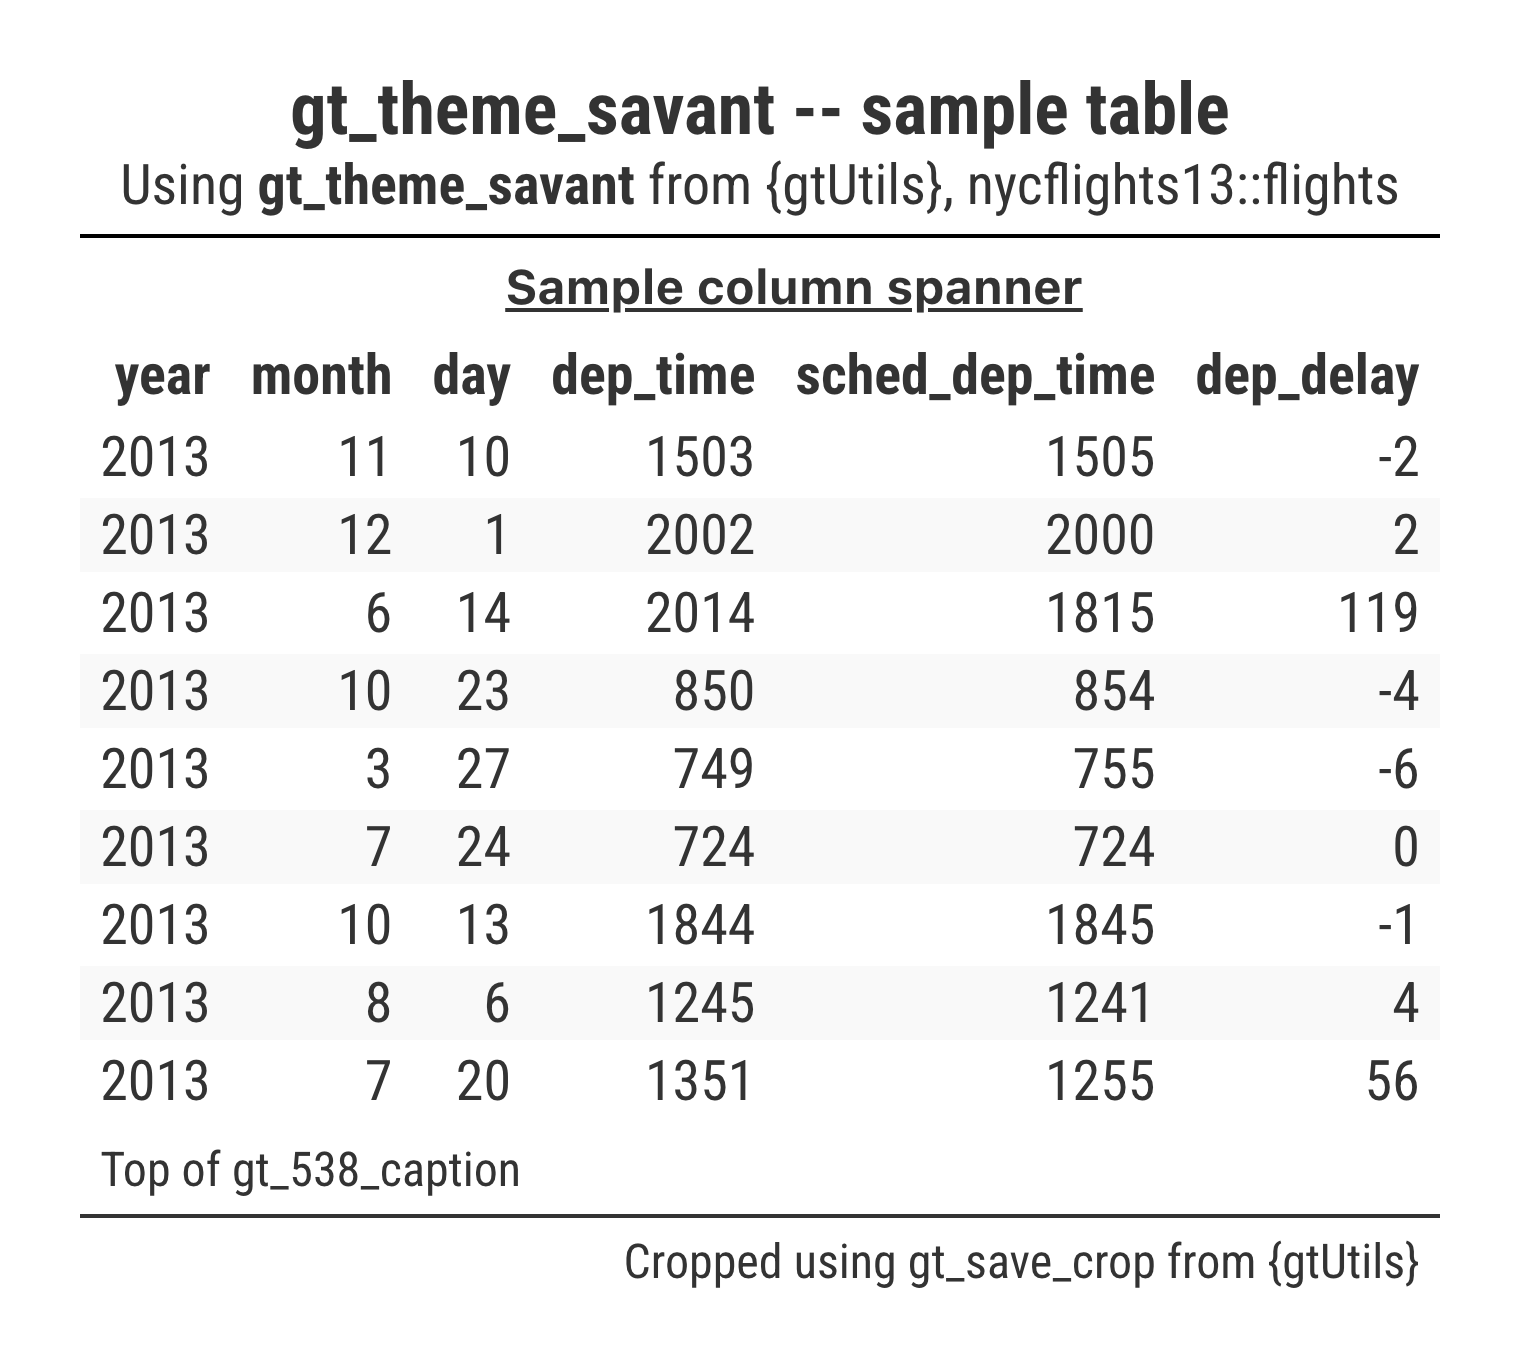 gt_theme_savant -- sample table
Using gt_theme_savant from {gtUtils}, nycflights13::flights
Sample column spanner
year month day dep_time sched_dep_time dep_delay
2013 11 10 1503 1505 -2
2013 12 1 2002 2000 2
2013 6 14 2014 1815 119
2013 10 23 850 854 -4
2013 3 27 749 755 -6
2013 7 24 724 724 0
2013 10 13 1844 1845 -1
2013 8 6 1245 1241 4
2013 7 20 1351 1255 56
Top of gt_538_caption
Cropped using gt_save_crop from {gtUtils}